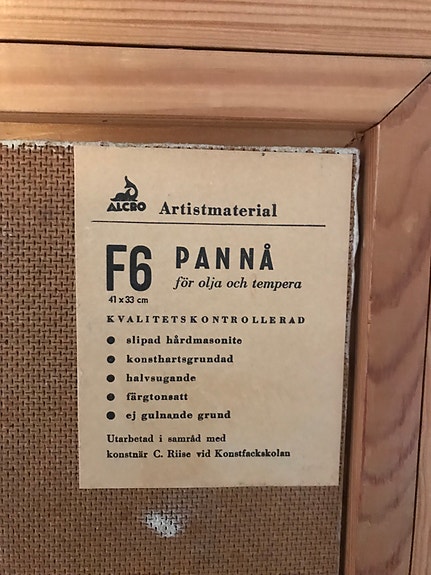 ALCRO Artistmaterial
F6 PANNÅ
41 x 33 cm för olja och tempera
KVALITETSKONTROLLERAD
● slipad hårdmasonite
● konsthartsgrundad
● halvsugande
● färgtonsatt
● ej gulnande grund
Utarbetad i samråd med
konstnär C. Riise vid Konstfackskolan